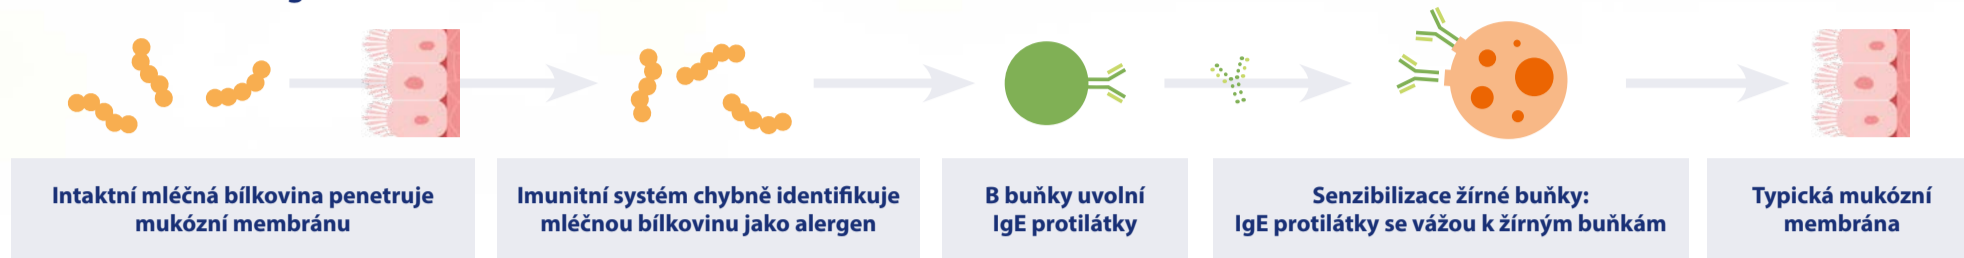 Intaktní mléčná bílkovina penetruje
mukózní membránu
Imunitní systém chybně identifikuje
mléčnou bílkovinu jako alergen
B buňky uvolní
IgE protilátky
Senzibilizace žírné buňky:
IgE protilátky se vážou k žírným buňkám
Typická mukózní
membrána